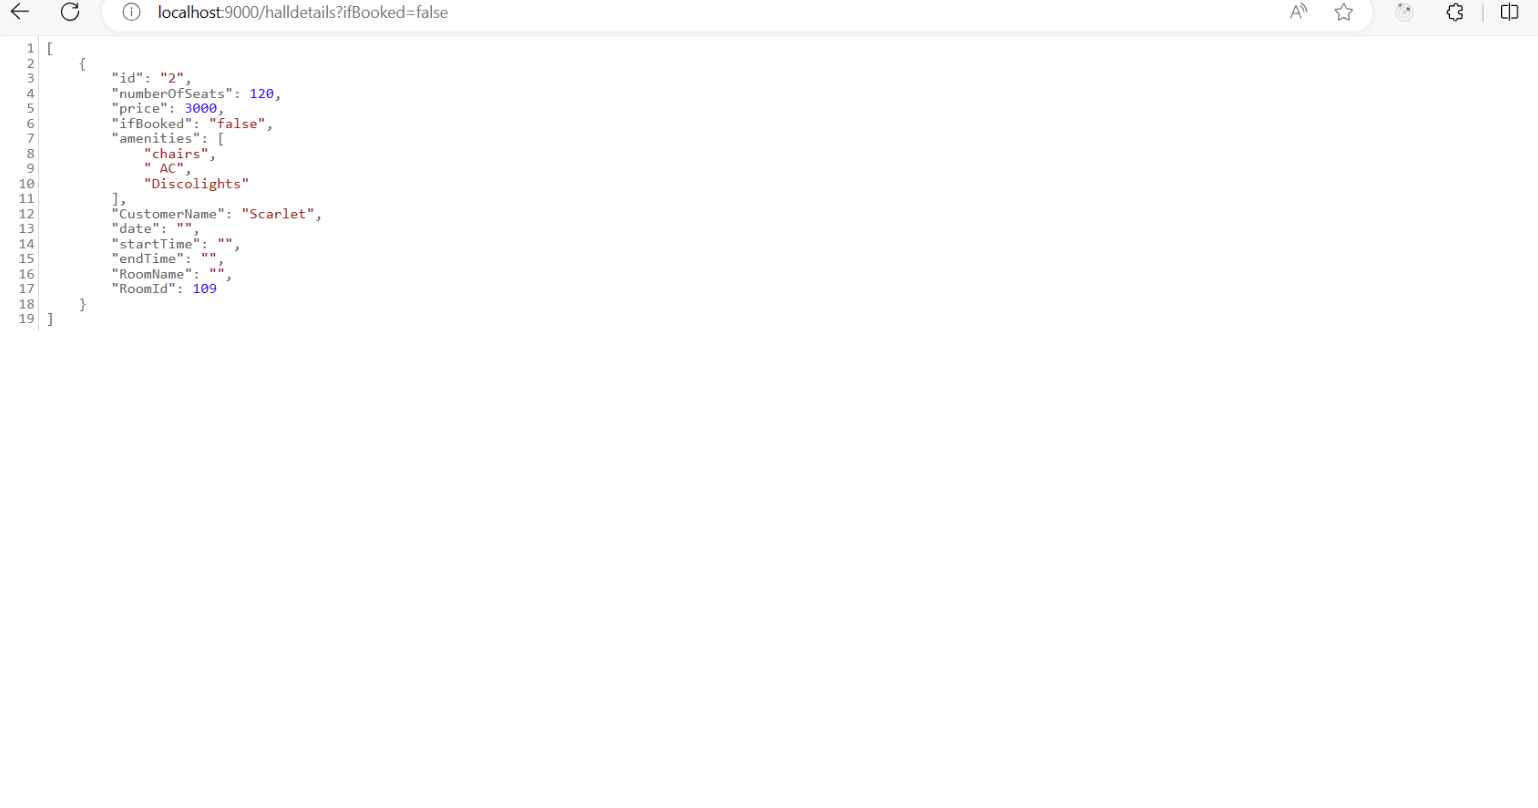 localhost:9000/halldetails?ifBooked=false
1 [
2     {
3         "id": "2",
4         "numberOfSeats": 120,
5         "price": 3000,
6         "ifBooked": "false",
7         "amenities": [
8             "chairs",
9             " AC",
10             "Discolights"
11         ],
12         "CustomerName": "Scarlet",
13         "date": "",
14         "startTime": "",
15         "endTime": "",
16         "RoomName": "",
17         "RoomId": 109
18     }
19 ]